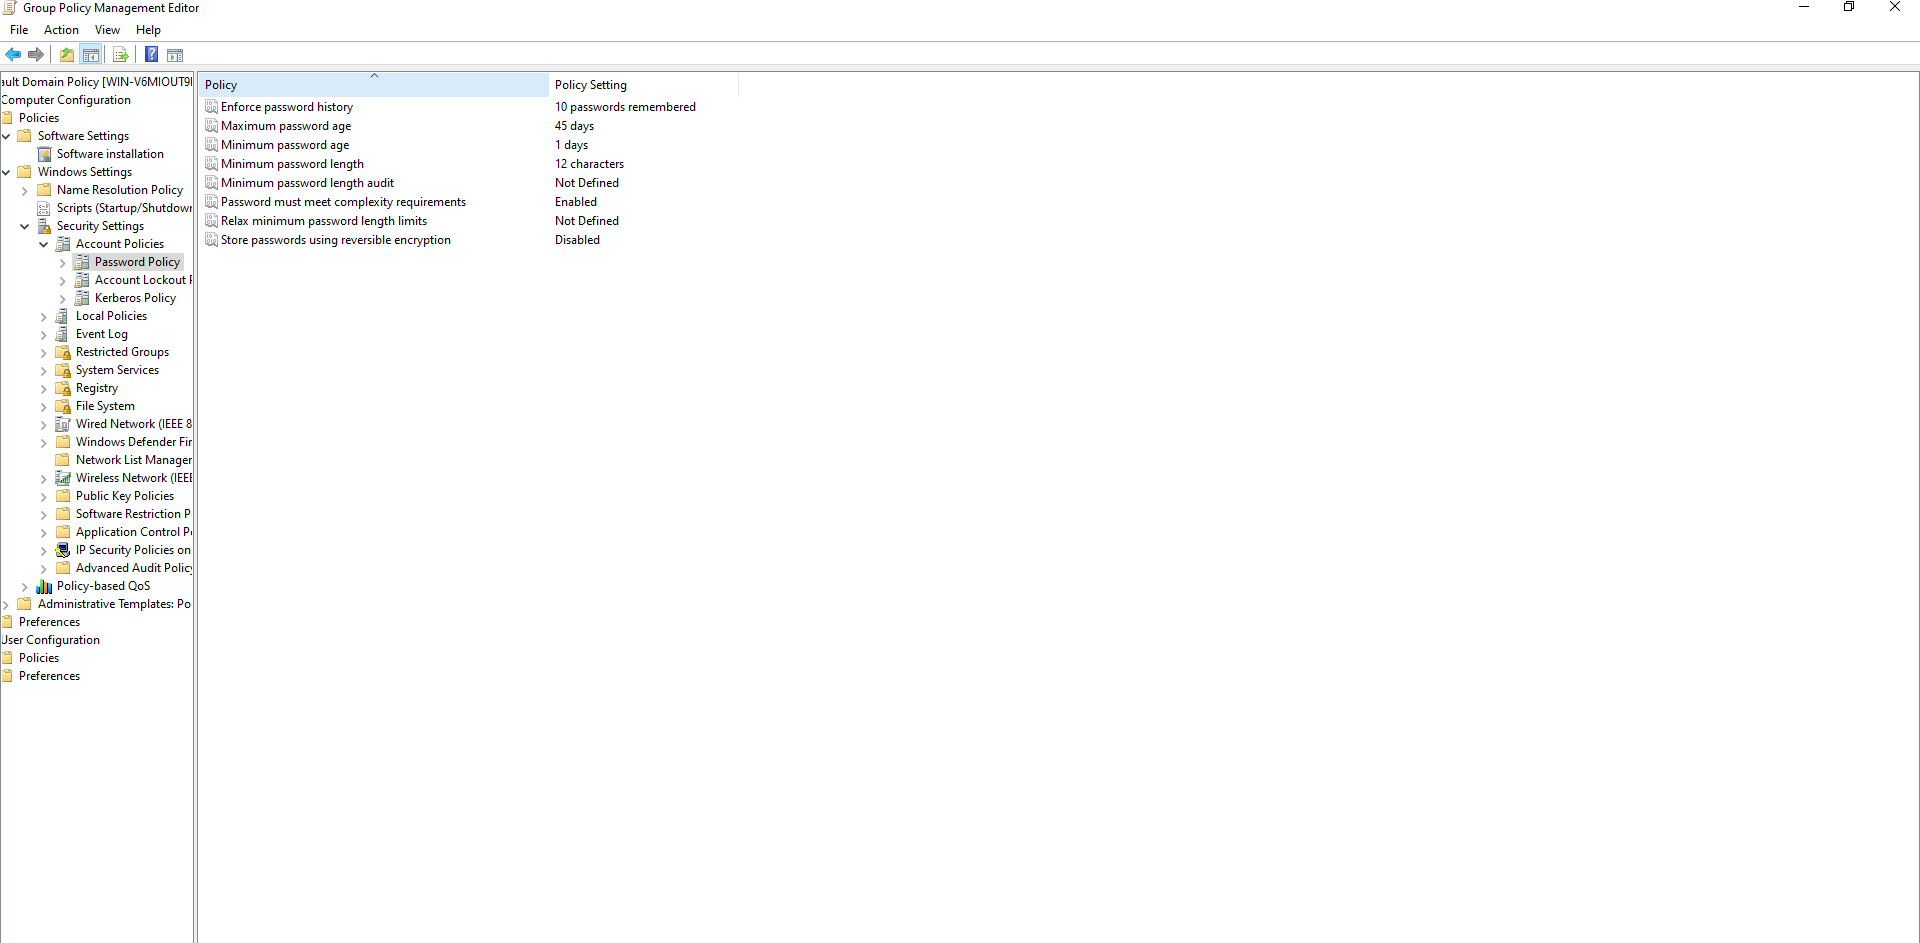 Group Policy Management Editor
File Action View Help
ault Domain Policy [WIN-V6MIOUT9
Computer Configuration
Policies
Software Settings
Software installation
Windows Settings
Name Resolution Policy
Scripts (Startup/Shutdown
Security Settings
Account Policies
Password Policy
Account Lockout P
Kerberos Policy
Local Policies
Event Log
Restricted Groups
System Services
Registry
File System
Wired Network (IEEE 8
Windows Defender Fir
Network List Manager
Wireless Network (IEEE
Public Key Policies
Software Restriction P
Application Control Po
IP Security Policies on
Advanced Audit Policy
Policy-based QoS
Administrative Templates: Po
Preferences
User Configuration
Policies
Preferences
Policy Policy Setting
Enforce password history 10 passwords remembered
Maximum password age 45 days
Minimum password age 1 days
Minimum password length 12 characters
Minimum password length audit Not Defined
Password must meet complexity requirements Enabled
Relax minimum password length limits Not Defined
Store passwords using reversible encryption Disabled